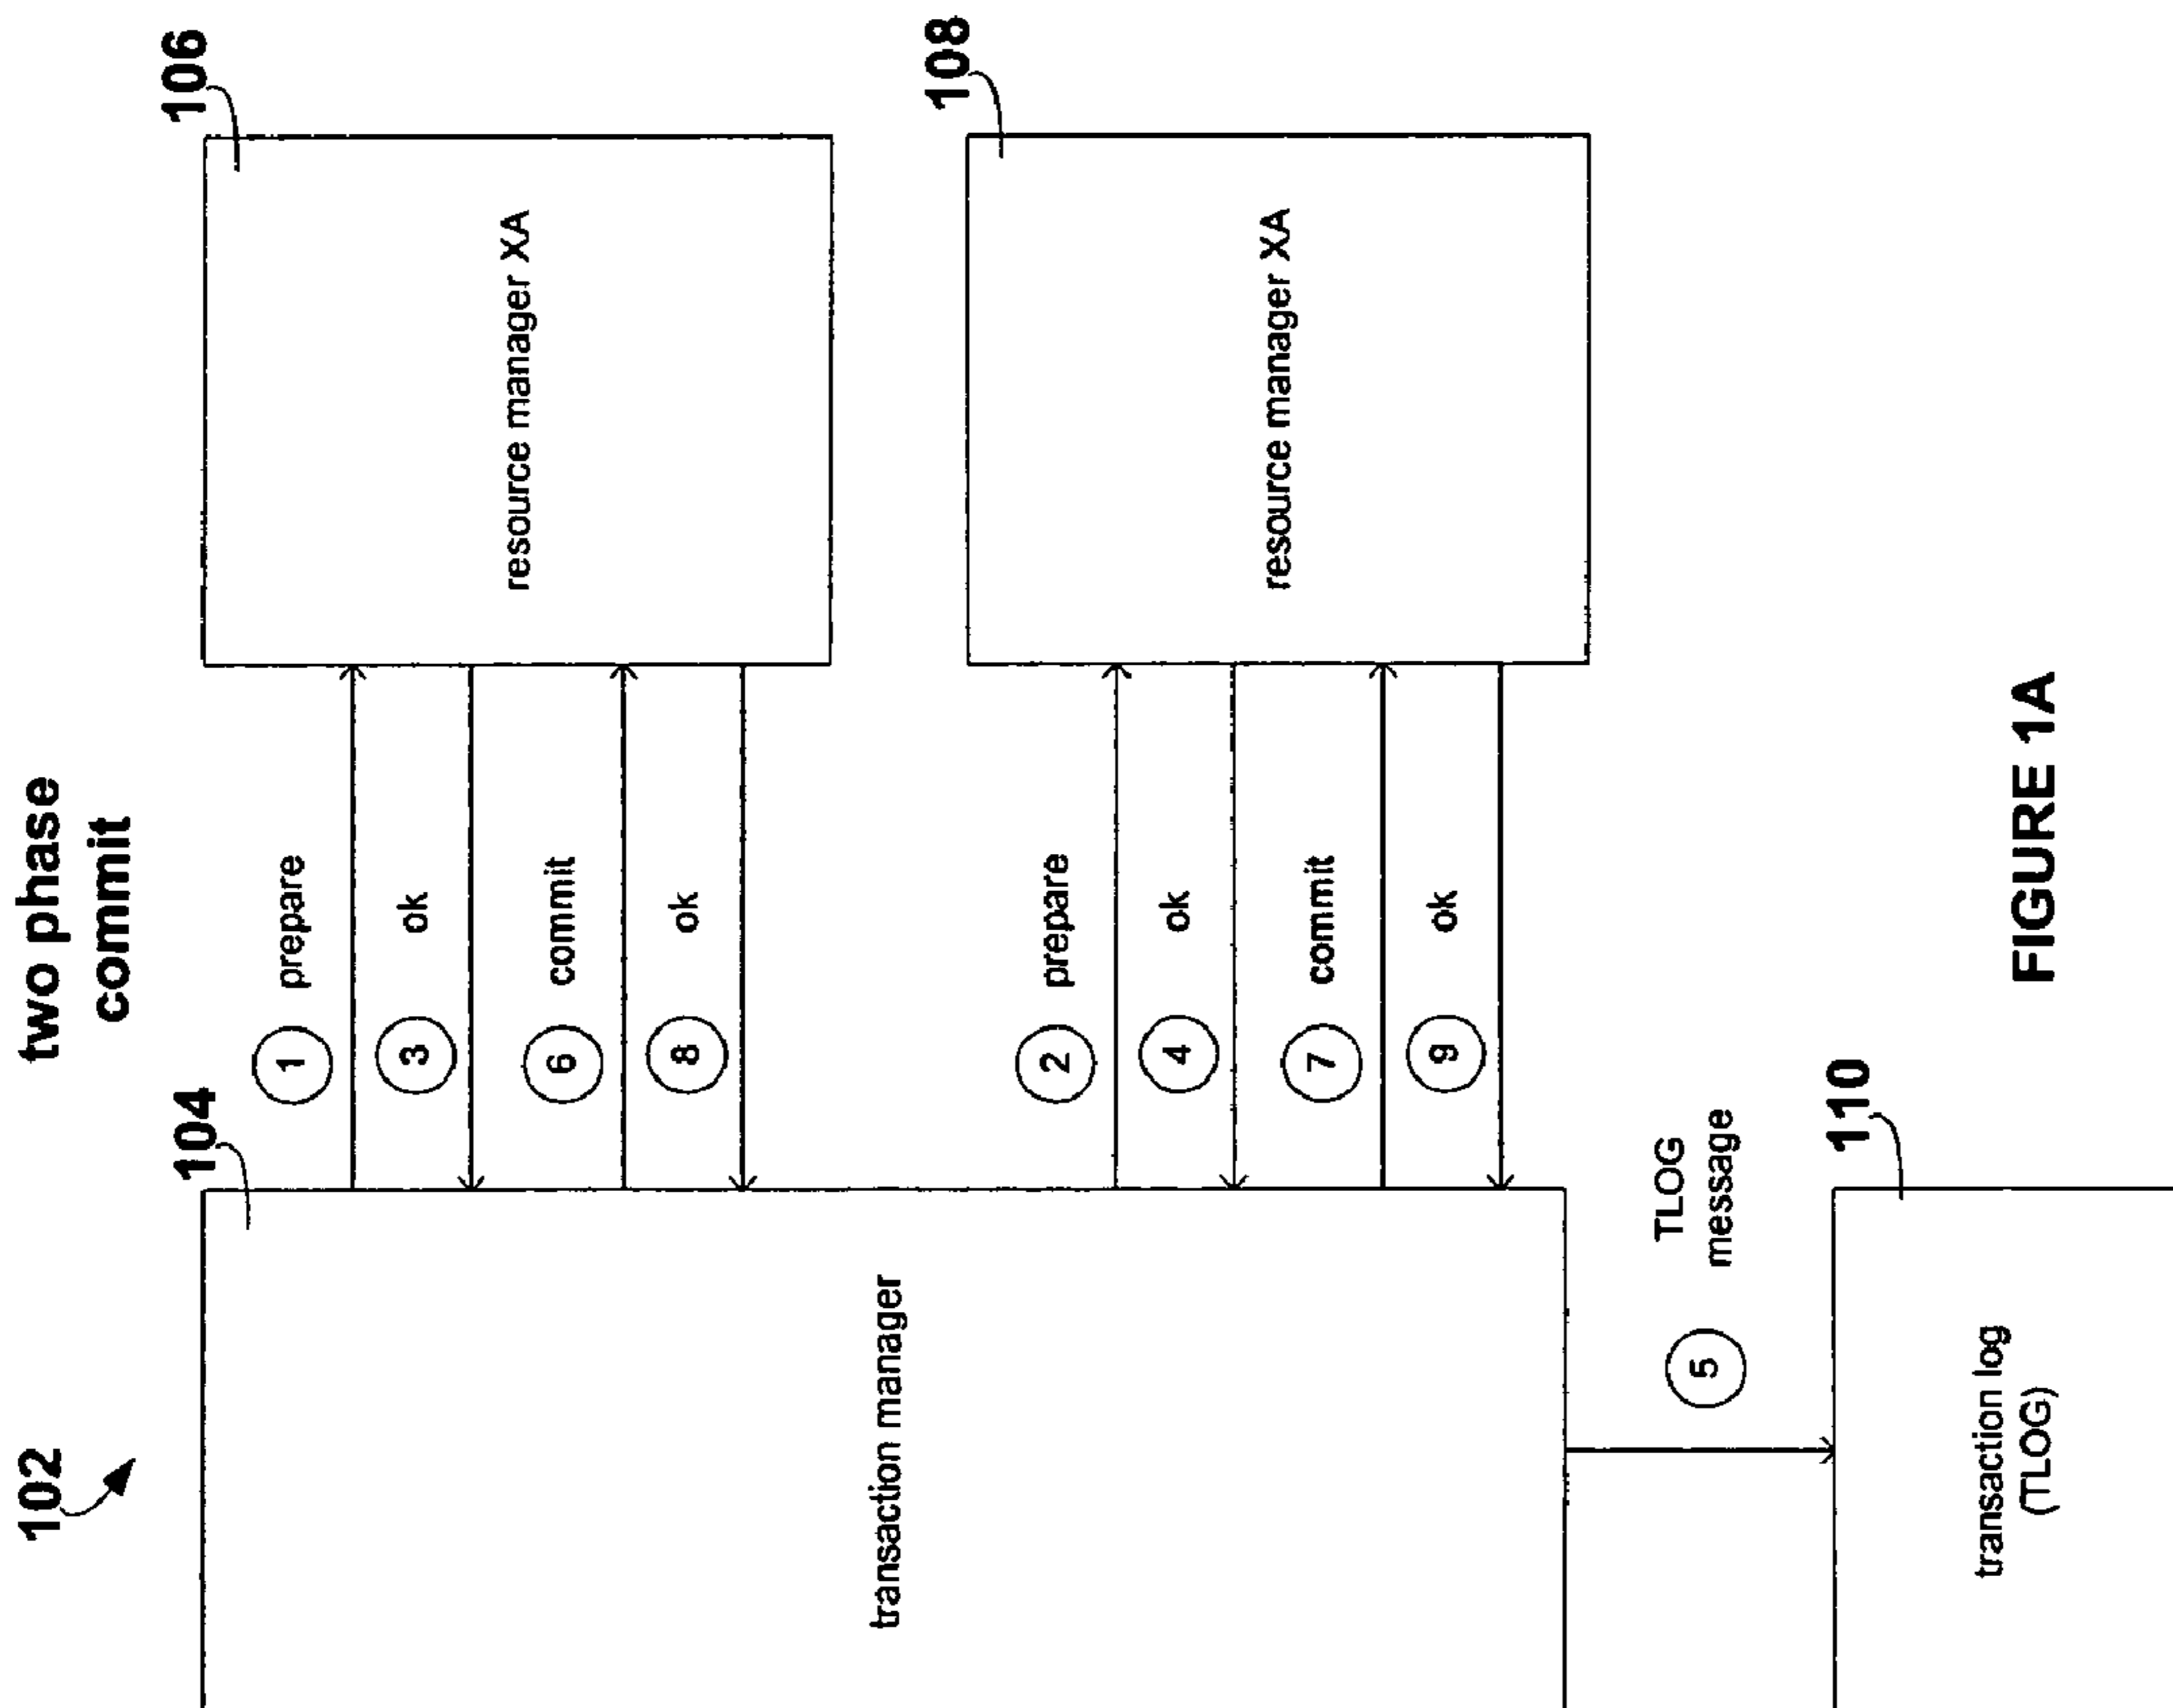 two phase
commit
102
104
106
1
prepare
3
ok
6
commit
8
ok
resource manager XA
transaction manager
108
2
prepare
4
ok
7
commit
9
ok
resource manager XA
5
TLOG
message
110
transaction log
(TLOG)
FIGURE 1A